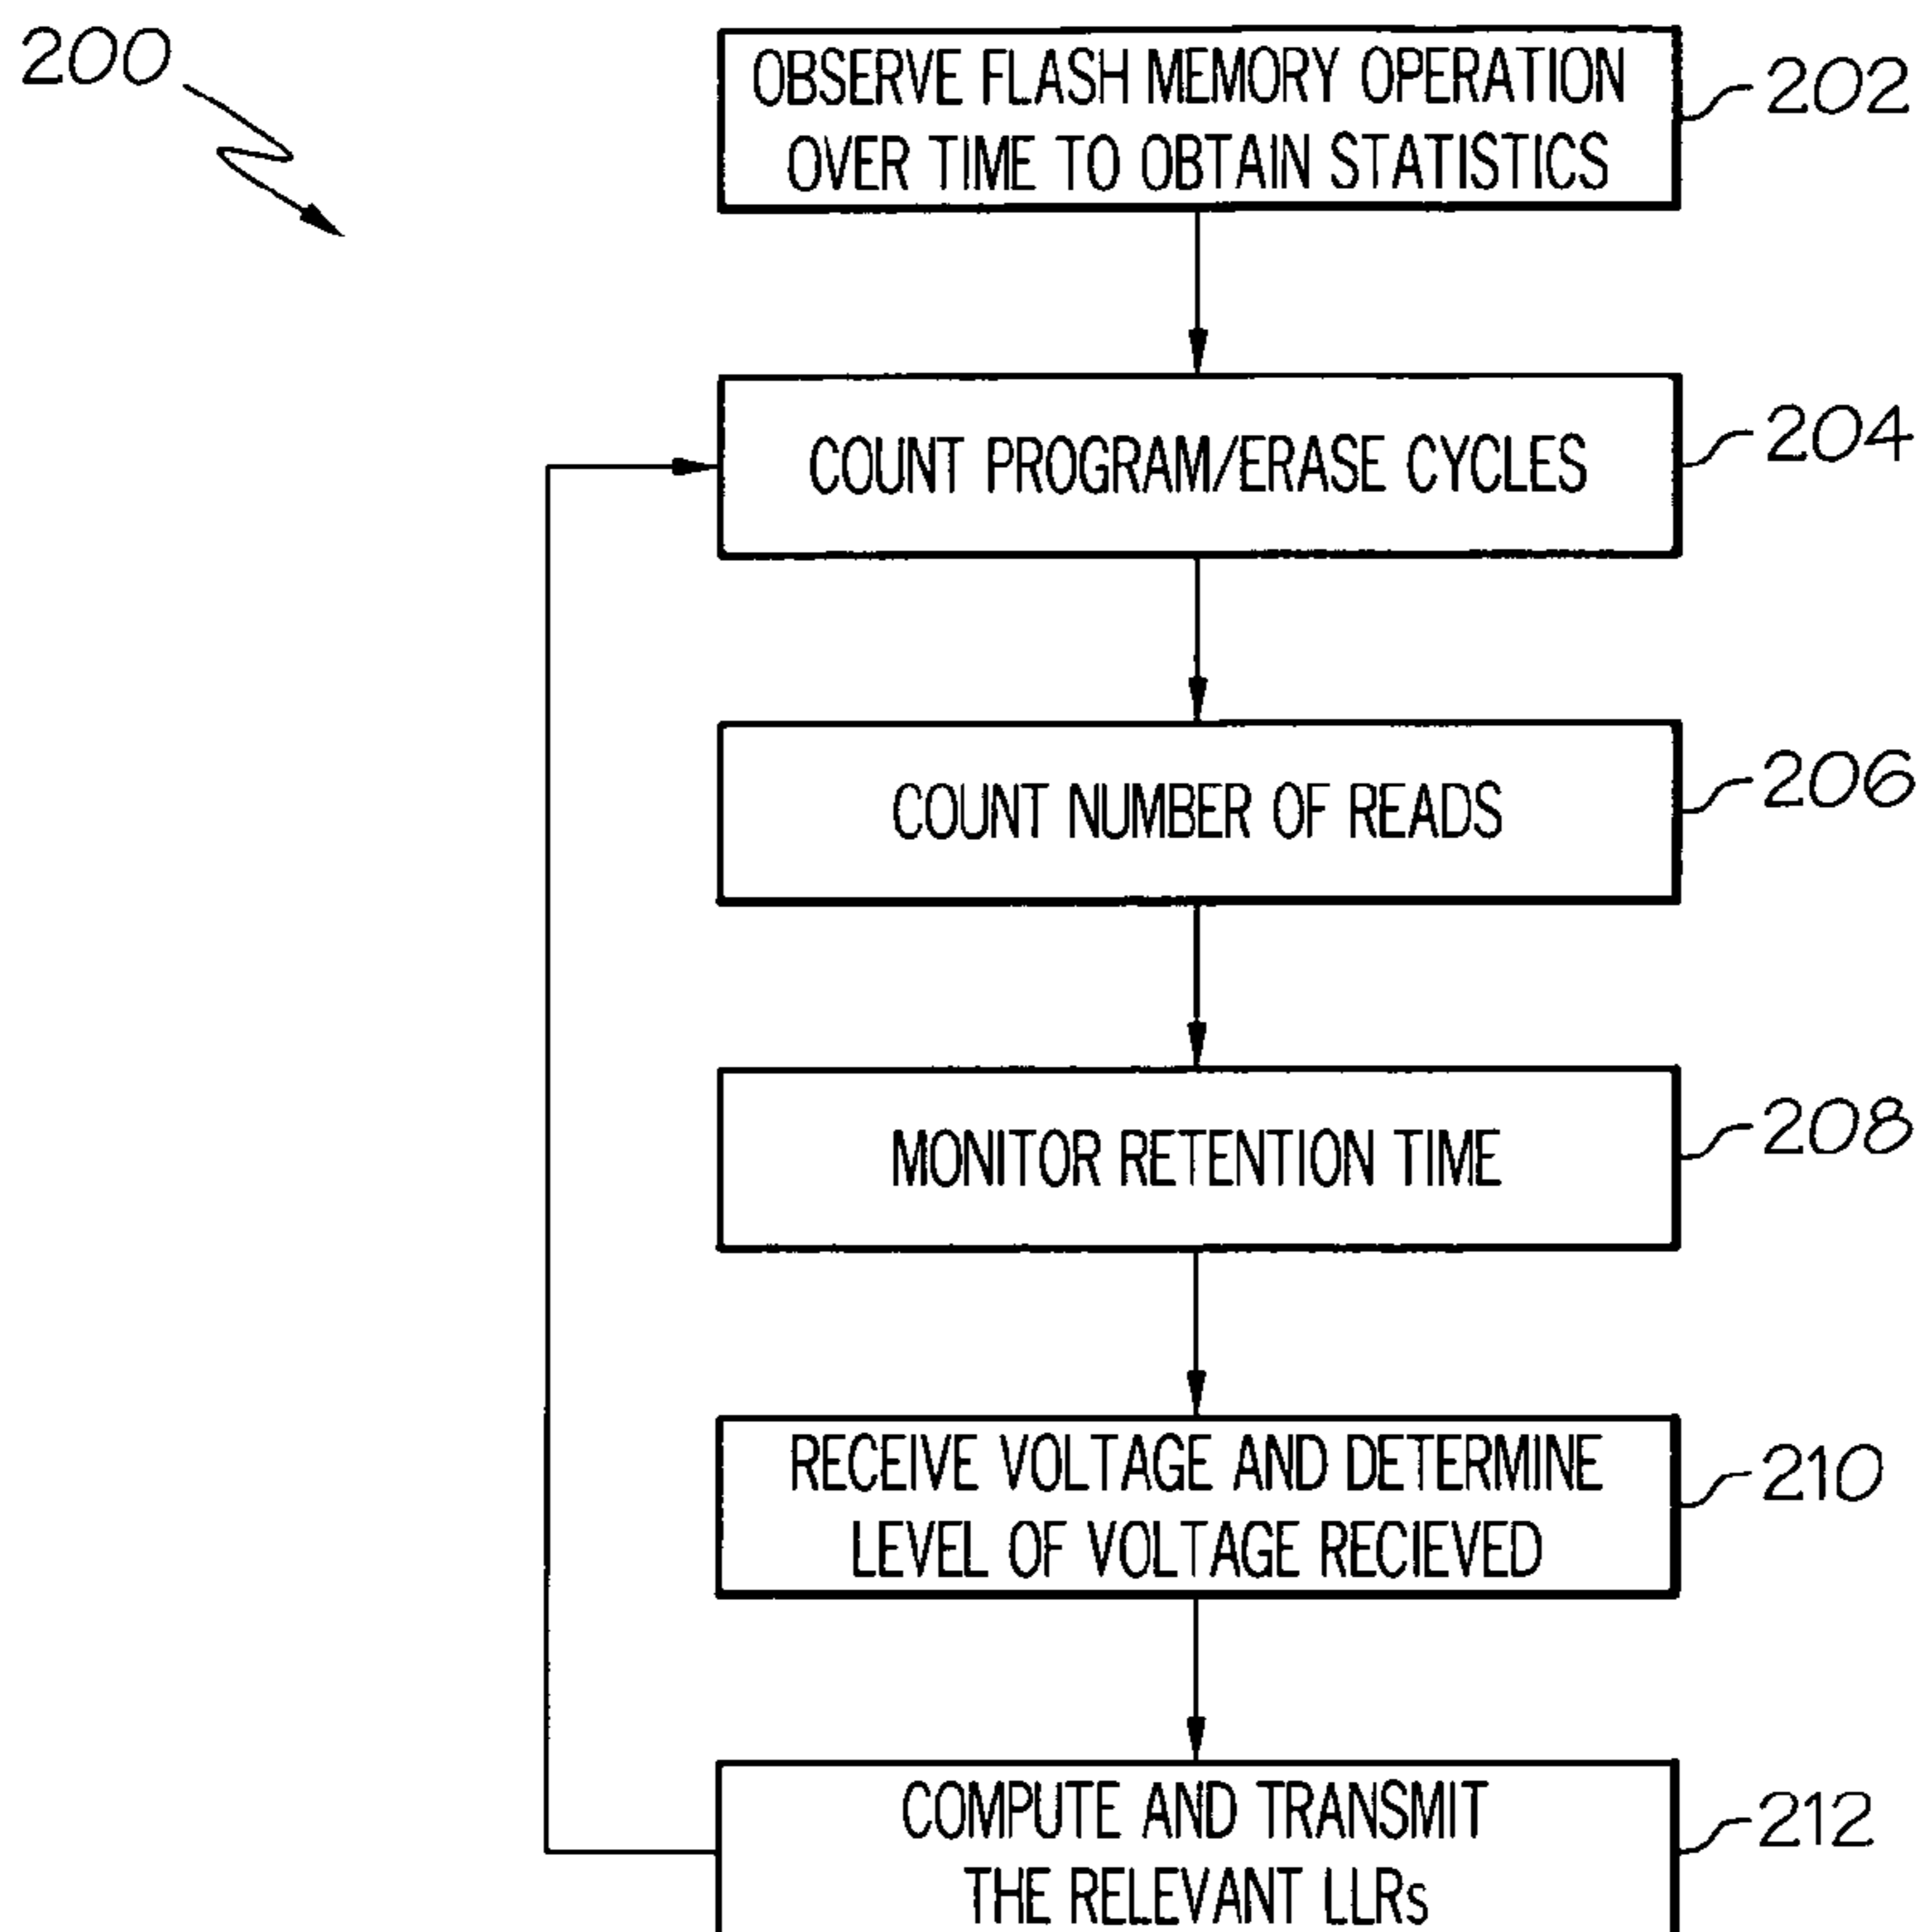 200
OBSERVE FLASH MEMORY OPERATION
OVER TIME TO OBTAIN STATISTICS
202
COUNT PROGRAM/ERASE CYCLES
204
COUNT NUMBER OF READS
206
MONITOR RETENTION TIME
208
RECEIVE VOLTAGE AND DETERMINE
LEVEL OF VOLTAGE RECIEVED
210
COMPUTE AND TRANSMIT
THE RELEVANT LLRs
212